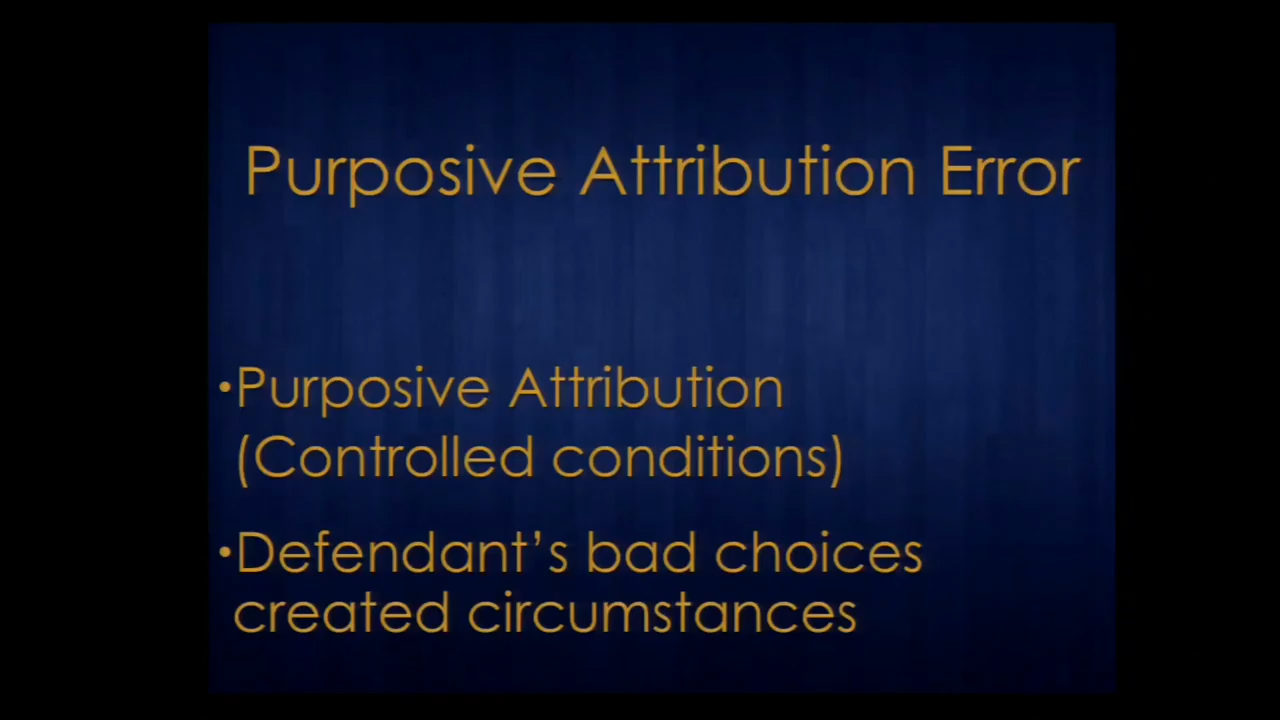 Purposive Attribution Error
•Purposive Attribution
(Controlled conditions)
•Defendant's bad choices
created circumstances